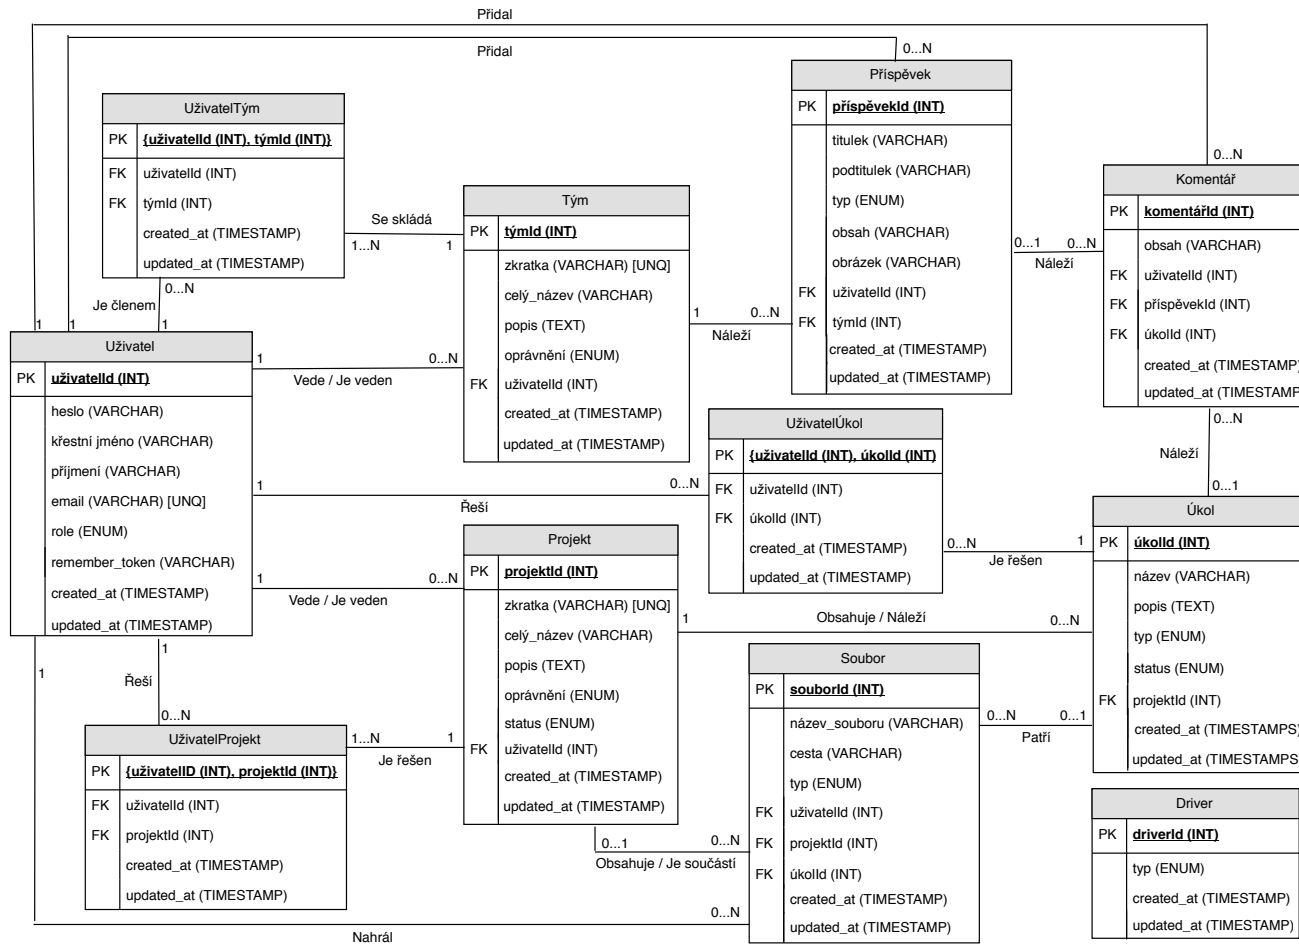 Přidal
Přidal
0...N
Příspěvek
PK příspěvekId (INT)
titulek (VARCHAR)
podtitulek (VARCHAR)
typ (ENUM)
obsah (VARCHAR)
obrázek (VARCHAR)
FK uživatelId (INT)
FK týmId (INT)
created_at (TIMESTAMP)
updated_at (TIMESTAMP)
UživatelTým
PK {uživatelId (INT), týmId (INT)}
FK uživatelId (INT)
FK týmId (INT)
created_at (TIMESTAMP)
updated_at (TIMESTAMP)
0...N
Je členem
1
1
1
Se skládá
1...N
1
Tým
PK týmId (INT)
zkratka (VARCHAR) [UNQ]
celý_název (VARCHAR)
popis (TEXT)
oprávnění (ENUM)
FK uživatelId (INT)
created_at (TIMESTAMP)
updated_at (TIMESTAMP)
1
0...N
Náleží
0...1
0...N
Náleží
0...N
Komentář
PK komentářId (INT)
obsah (VARCHAR)
FK uživatelId (INT)
FK příspěvekId (INT)
FK úkolId (INT)
created_at (TIMESTAMP)
updated_at (TIMESTAMP
0...N
Náleží
0...1
Uživatel
PK uživatelId (INT)
heslo (VARCHAR)
křestní jméno (VARCHAR)
příjmení (VARCHAR)
email (VARCHAR) [UNQ]
role (ENUM)
remember_token (VARCHAR)
created_at (TIMESTAMP)
updated_at (TIMESTAMP)
1
0...N
Vede / Je veden
1
0...N
Řeší
1
0...N
Vede / Je veden
UživatelÚkol
PK {uživatelId (INT), úkolId (INT)
FK uživatelId (INT)
FK úkolId (INT)
created_at (TIMESTAMP)
updated_at (TIMESTAMP)
0...N
1
Je řešen
Úkol
PK úkolId (INT)
název (VARCHAR)
popis (TEXT)
typ (ENUM)
status (ENUM)
FK projektId (INT)
created_at (TIMESTAMPS)
updated_at (TIMESTAMPS
Projekt
PK projektId (INT)
zkratka (VARCHAR) [UNQ]
celý_název (VARCHAR)
popis (TEXT)
oprávnění (ENUM)
status (ENUM)
FK uživatelId (INT)
created_at (TIMESTAMP)
updated_at (TIMESTAMP)
1
Obsahuje / Náleží
0...N
1
1
Řeší
0...N
UživatelProjekt
PK {uživatelID (INT), projektId (INT)}
FK uživatelId (INT)
FK projektId (INT)
created_at (TIMESTAMP)
updated_at (TIMESTAMP)
1...N
1
Je řešen
Soubor
PK souborId (INT)
název_souboru (VARCHAR)
cesta (VARCHAR)
typ (ENUM)
FK uživatelId (INT)
FK projektId (INT)
FK úkolId (INT)
created_at (TIMESTAMP)
updated_at (TIMESTAMP)
0...N
0...1
Patří
0...1
0...N
Obsahuje / Je součástí
0...N
Nahrál
Driver
PK driverId (INT)
typ (ENUM)
created_at (TIMESTAMP)
updated_at (TIMESTAMP)